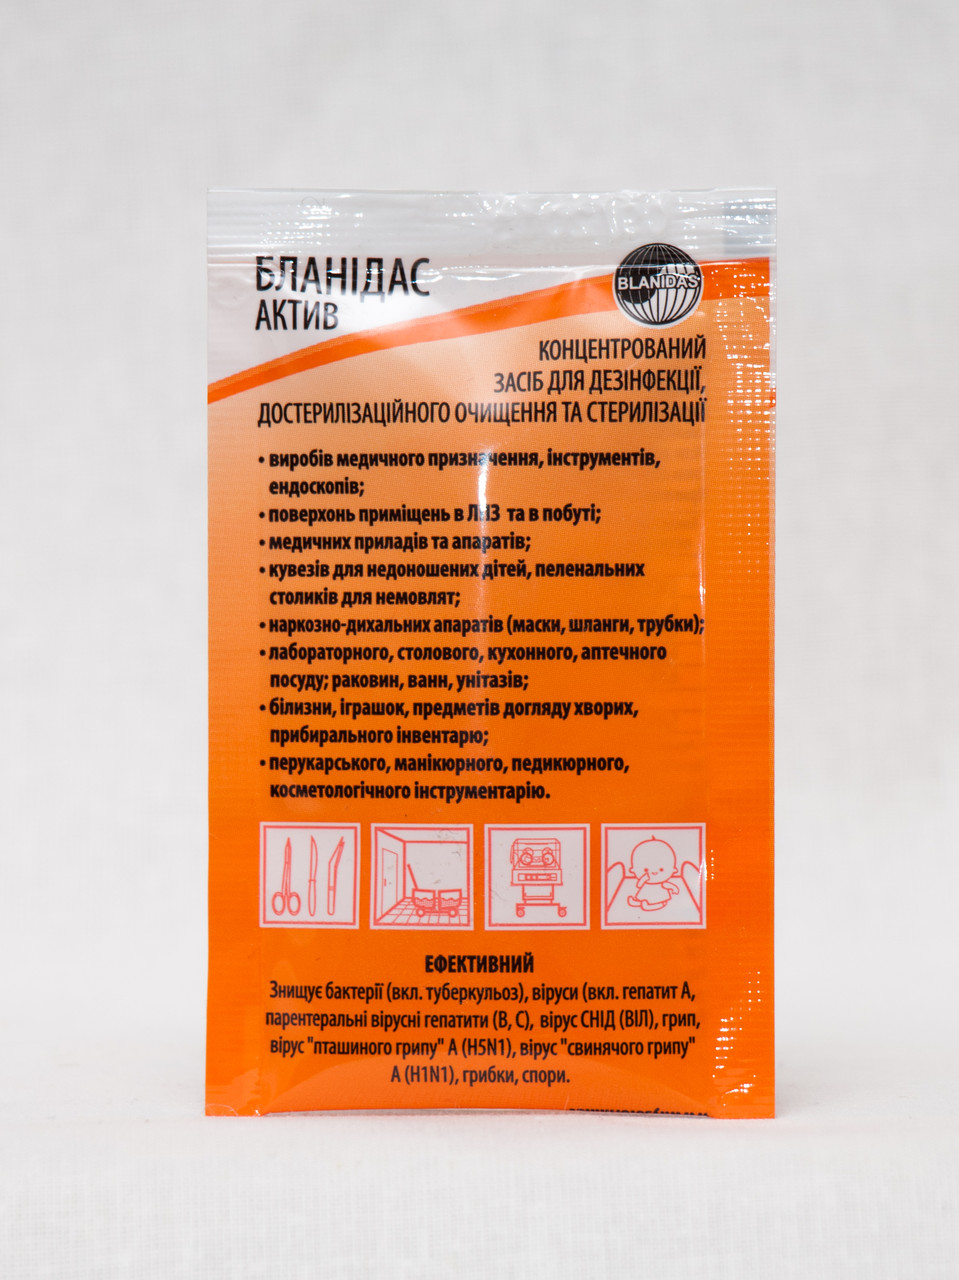 БЛАНІДАС
АКТИВ
BLANIDAS
КОНЦЕНТРОВАНИЙ
ЗАСІБ ДЛЯ ДЕЗІНФЕКЦІЇ,
ДОСТЕРИЛІЗАЦІЙНОГО ОЧИЩЕННЯ ТА СТЕРИЛІЗАЦІЇ
• виробів медичного призначення, інструментів,
ендоскопів;
• поверхонь приміщень в ЛПЗ та в побуті;
• медичних приладів та апаратів;
• кувезів для недоношених дітей, пеленальних
столиків для немовлят;
• наркозно-дихальних апаратів (маски, шланги, трубки);
• лабораторного, столового, кухонного, аптечного
посуду; раковин, ванн, унітазів;
• білизни, іграшок, предметів догляду хворих,
прибирального інвентарю;
• перукарського, манікюрного, педикюрного,
косметологічного інструментарію.
ЕФЕКТИВНИЙ
Знищує бактерії (вкл. туберкульоз), віруси (вкл. гепатит А,
парентеральні вірусні гепатити (В, С), вірус СНІД (ВІЛ), грип,
вірус "пташиного грипу" А (H5N1), вірус "свинячого грипу"
А (H1N1), грибки, спори.